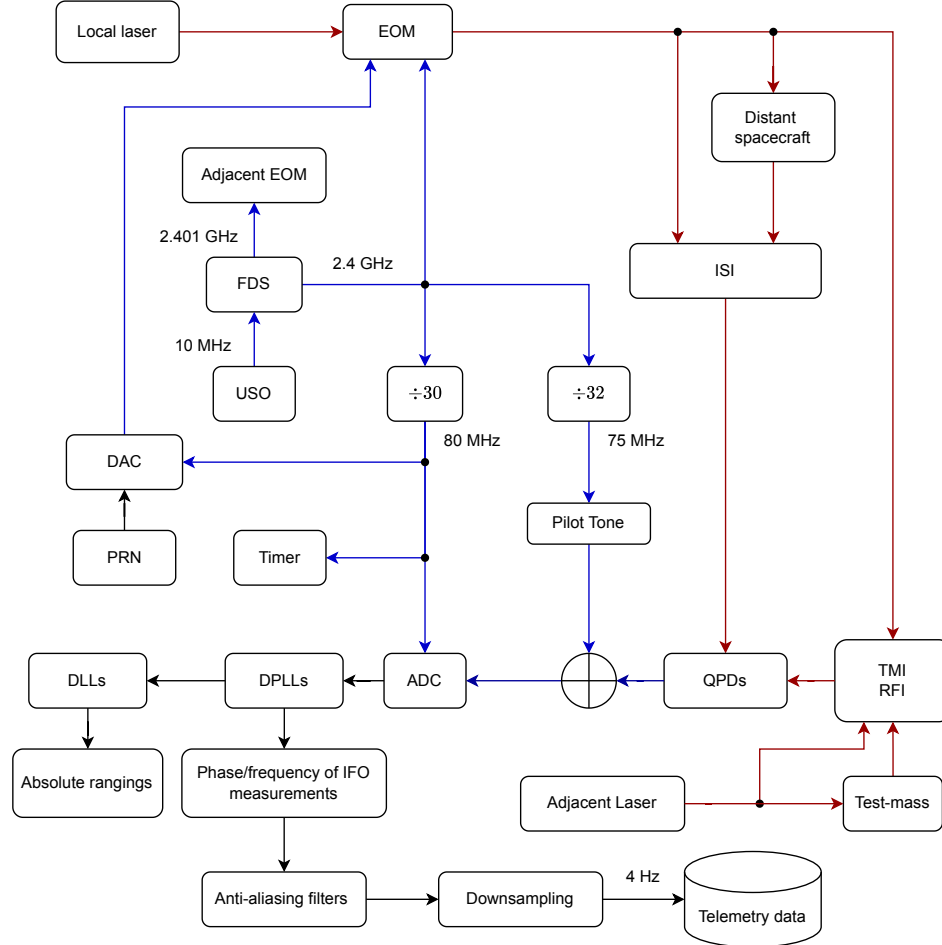 Local laser
EOM
Distant
spacecraft
Adjacent EOM
2.401 GHz
2.4 GHz
FDS
ISI
10 MHz
USO
÷30
÷32
80 MHz
75 MHz
DAC
Pilot Tone
PRN
Timer
DLLs
DPLLs
ADC
QPDs
TMI
RFI
Absolute rangings
Phase/frequency of IFO
measurements
Adjacent Laser
Test-mass
Anti-aliasing filters
Downsampling
4 Hz
Telemetry data